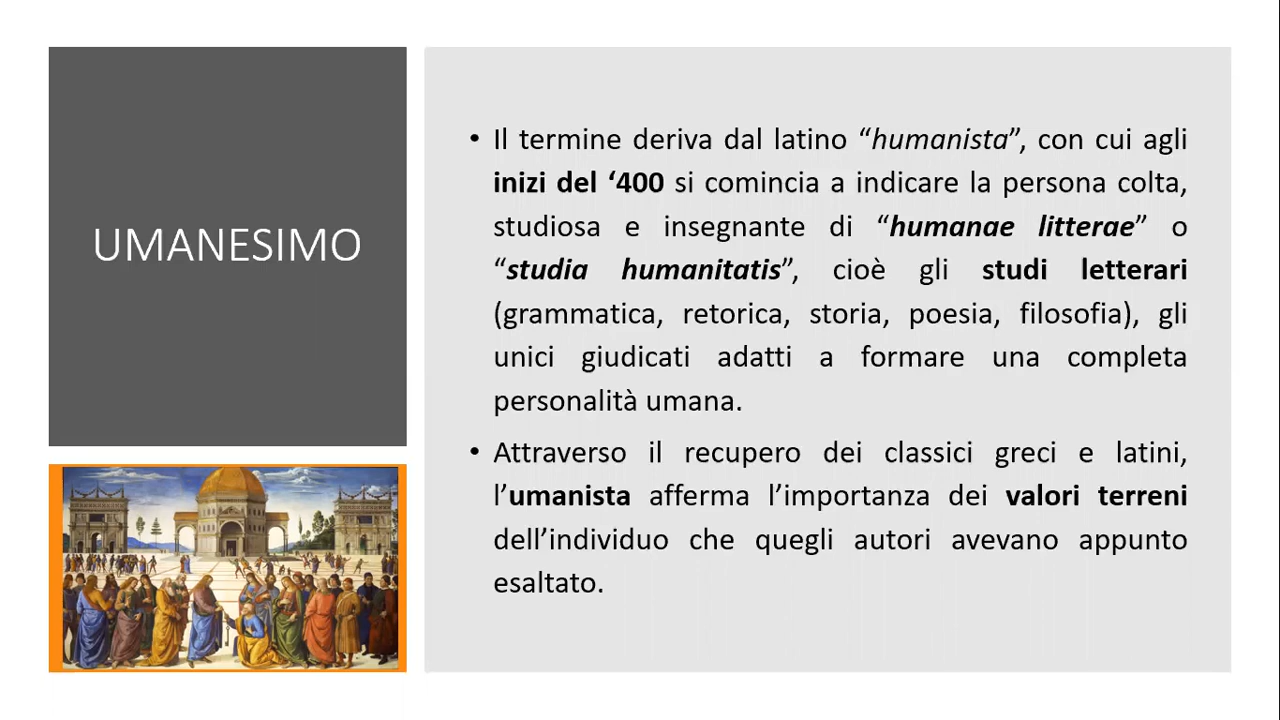 UMANESIMO
• Il termine deriva dal latino “humanista”, con cui agli
inizi del ‘400 si comincia a indicare la persona colta,
studiosa e insegnante di “humanae litterae” o
“studia humanitatis”, cioè gli studi letterari
(grammatica, retorica, storia, poesia, filosofia), gli
unici giudicati adatti a formare una completa
personalità umana.
• Attraverso il recupero dei classici greci e latini,
l’umanista afferma l’importanza dei valori terreni
dell’individuo che quegli autori avevano appunto
esaltato.